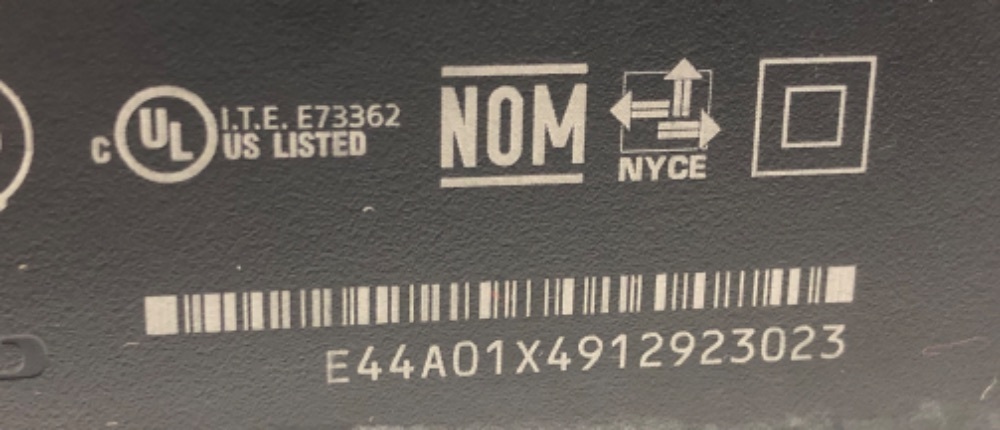 c UL I.T.E. E73362
US LISTED
NOM
NYCE
E44A01X4912923023